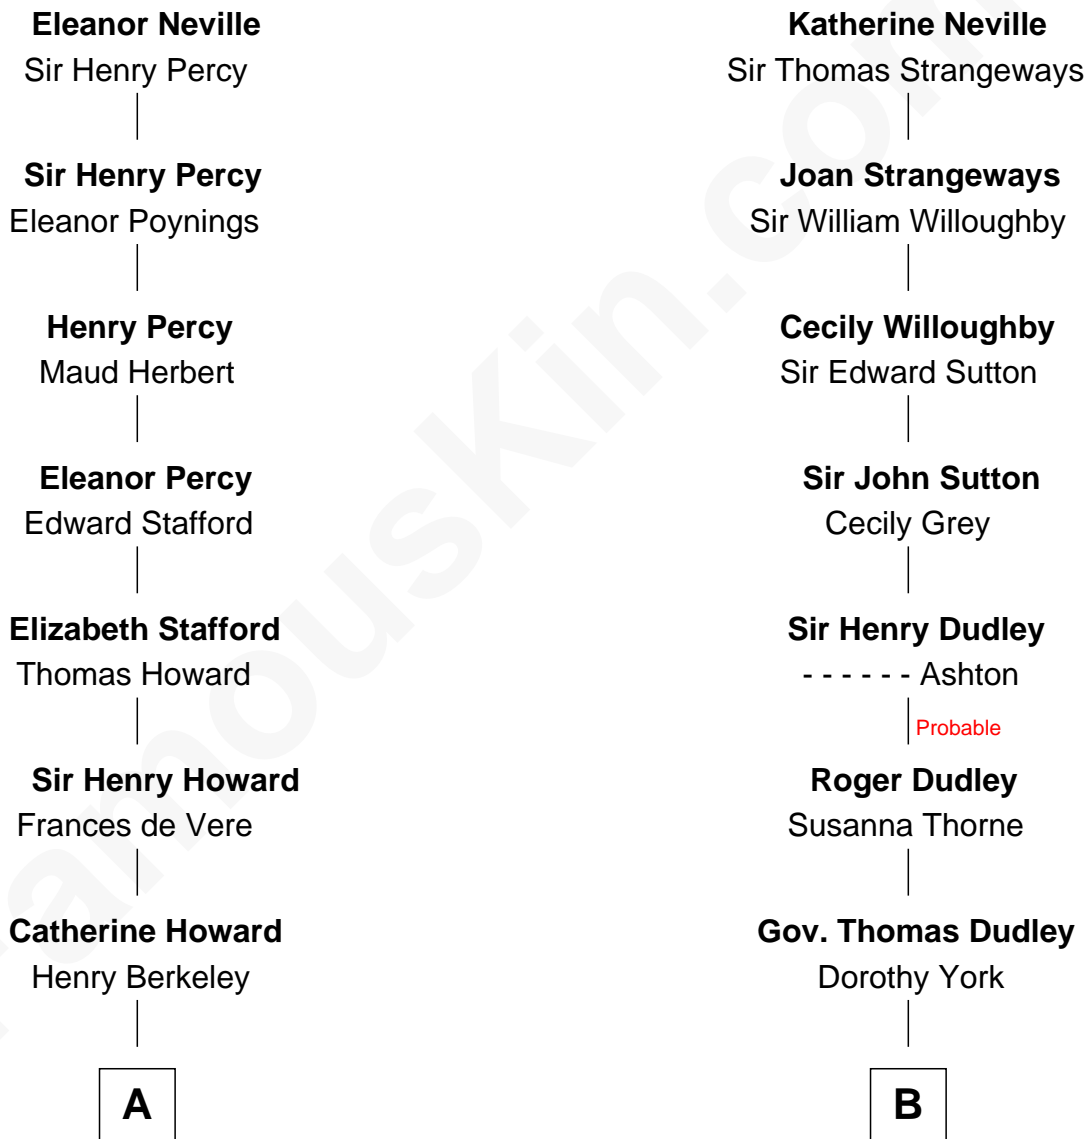 Eleanor Neville
Sir Henry Percy
Sir Henry Percy
Eleanor Poynings
Henry Percy
Maud Herbert
Eleanor Percy
Edward Stafford
Elizabeth Stafford
Thomas Howard
Sir Henry Howard
Frances de Vere
Catherine Howard
Henry Berkeley
A
Katherine Neville
Sir Thomas Strangeways
Joan Strangeways
Sir William Willoughby
Cecily Willoughby
Sir Edward Sutton
Sir John Sutton
Cecily Grey
Sir Henry Dudley
- - - - - - Ashton
Probable
Roger Dudley
Susanna Thorne
Gov. Thomas Dudley
Dorothy York
B
FamousKin.com